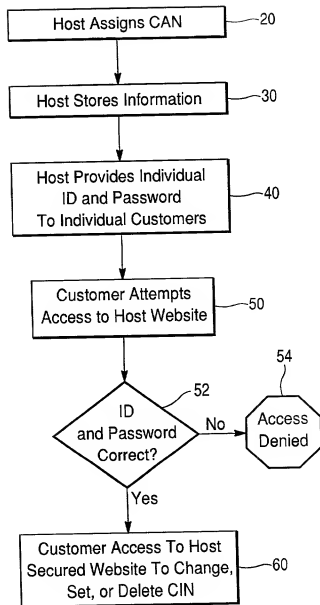 Host Assigns CAN
20
Host Stores Information
30
Host Provides Individual
ID and Password
To Individual Customers
40
Customer Attempts
Access to Host Website
50
52
54
ID
and Password
Correct?
No
Access
Denied
Yes
Customer Access To Host
Secured Website To Change,
Set, or Delete CIN
60